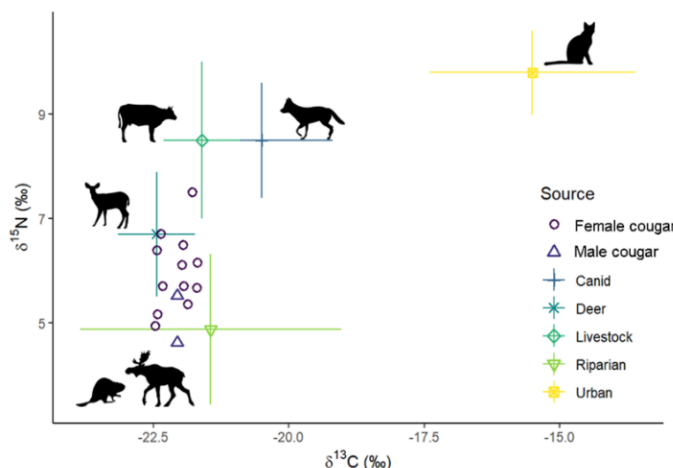 9
7
5
δ15N (‰)
-22.5 -20.0 -17.5 -15.0
δ13C (‰)
Source
Female cougar
Male cougar
Canid
Deer
Livestock
Riparian
Urban